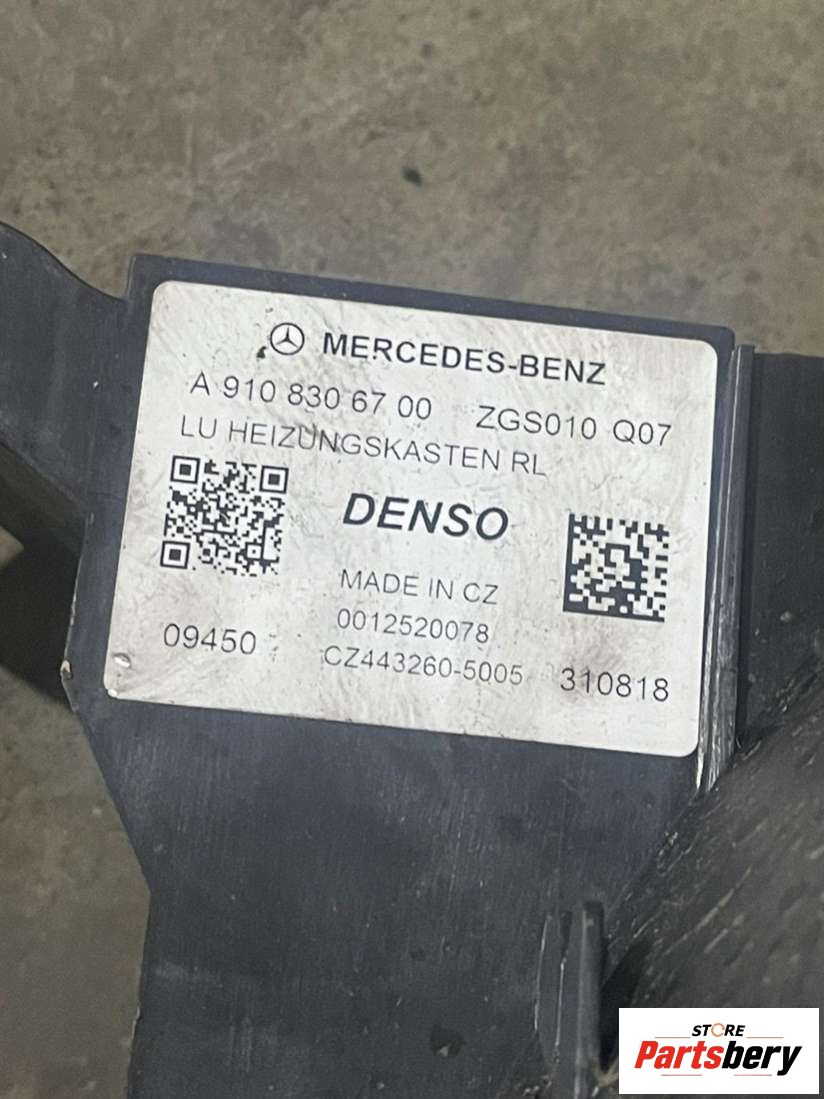 MERCEDES-BENZ
A 910 830 67 00 ZGS010 Q07
LU HEIZUNGSKASTEN RL
DENSO
MADE IN CZ
0012520078
09450 CZ443260-5005 310818
STORE
Partsbery